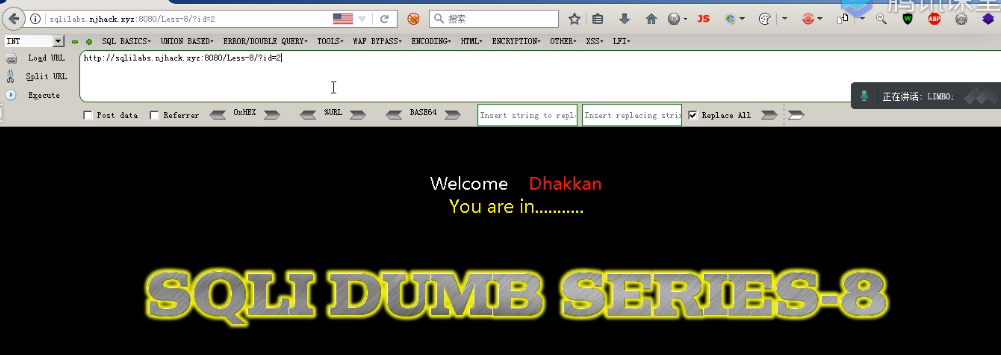 腾讯课堂
sqlilabs.njhack.xyz:8080/Less-8/?id=2
搜索
JS
ABP
INT
SQL BASICS▾ UNION BASED▾ ERROR/DOUBLE QUERY▾ TOOLS▾ WAF BYPASS▾ ENCODING▾ HTML▾ ENCRYPTION▾ OTHER▾ XSS▾ LFI▾
Load URL
http://sqlilabs.njhack.xyz:8080/Less-8/?id=2
Split URL
Execute
正在讲话: LIMBO;
Post data Referrer 0xHEX %URL BASE64 Insert string to repl Insert replacing stri Replace All
Welcome Dhakkan
You are in...........
SQLI DUMB SERIES-8